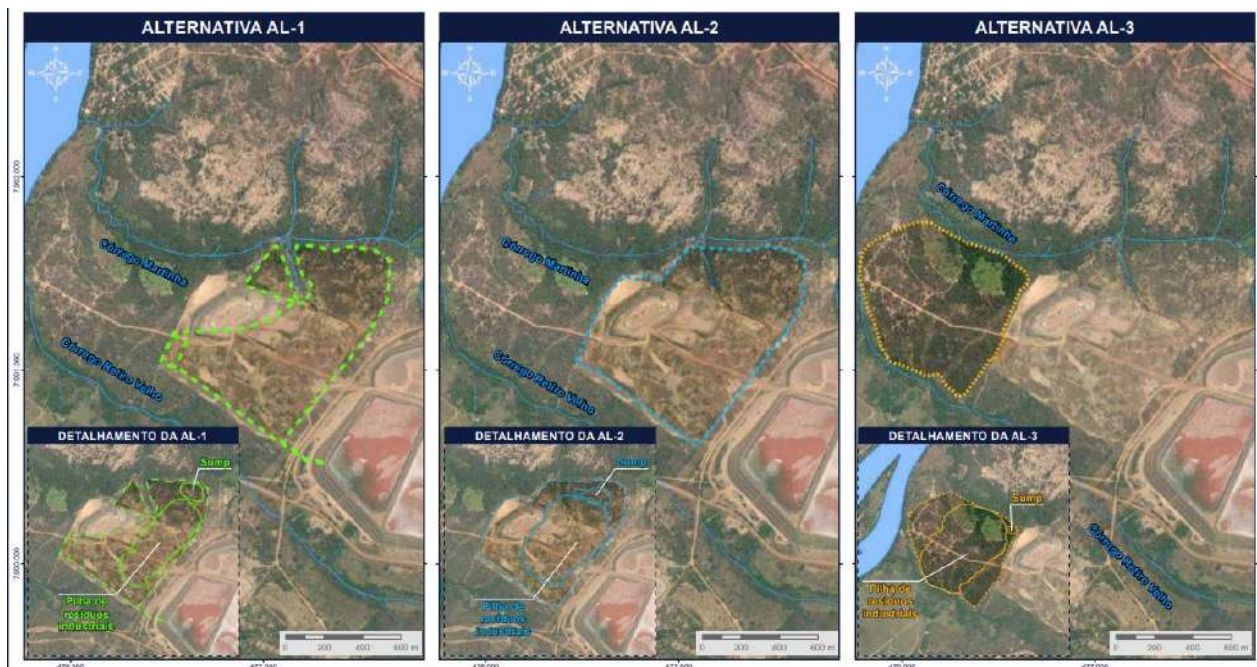 ALTERNATIVA AL-1
N
S
Córrego Martinha
Córrego Retiro Velho
DETALHAMENTO DA AL-1
Sump
Pilha de
resíduos
industriais
0 200 400 600 m
ALTERNATIVA AL-2
N
S
Córrego Martinha
Córrego Retiro Velho
DETALHAMENTO DA AL-2
Sump
Pilha de
resíduos
industriais
0 200 400 600 m
ALTERNATIVA AL-3
N
S
Córrego Martinha
DETALHAMENTO DA AL-3
Sump
Pilha de
resíduos
industriais
Córrego Retiro Velho
0 200 400 600 m